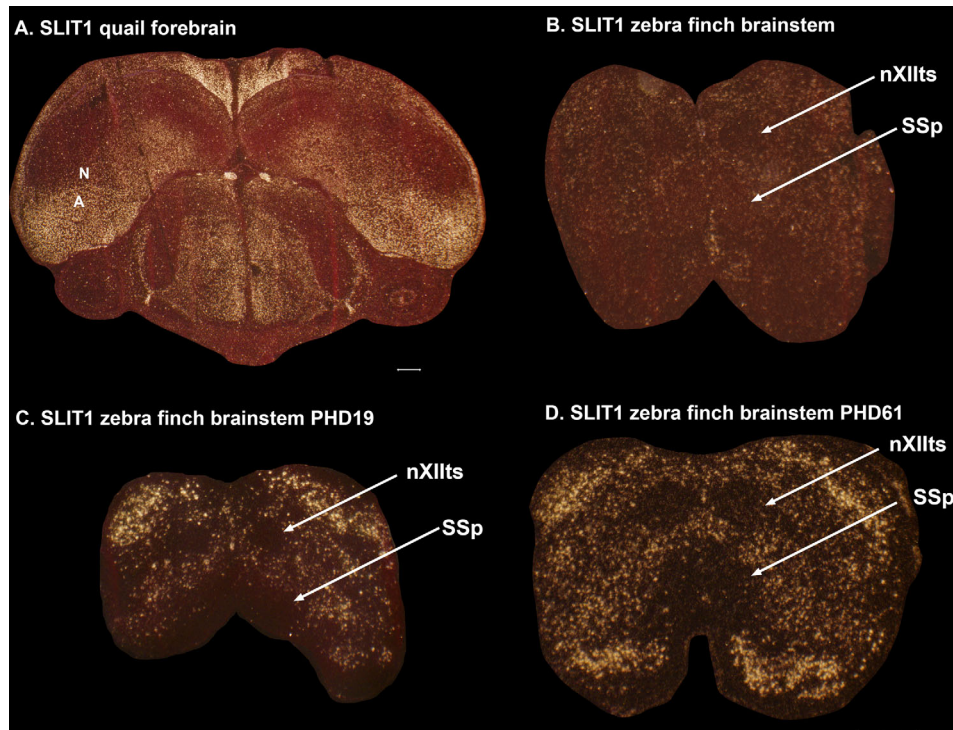 A. SLIT1 quail forebrain
N
A
B. SLIT1 zebra finch brainstem
nXIIts
SSp
C. SLIT1 zebra finch brainstem PHD19
nXIIts
SSp
D. SLIT1 zebra finch brainstem PHD61
nXIIts
SSp